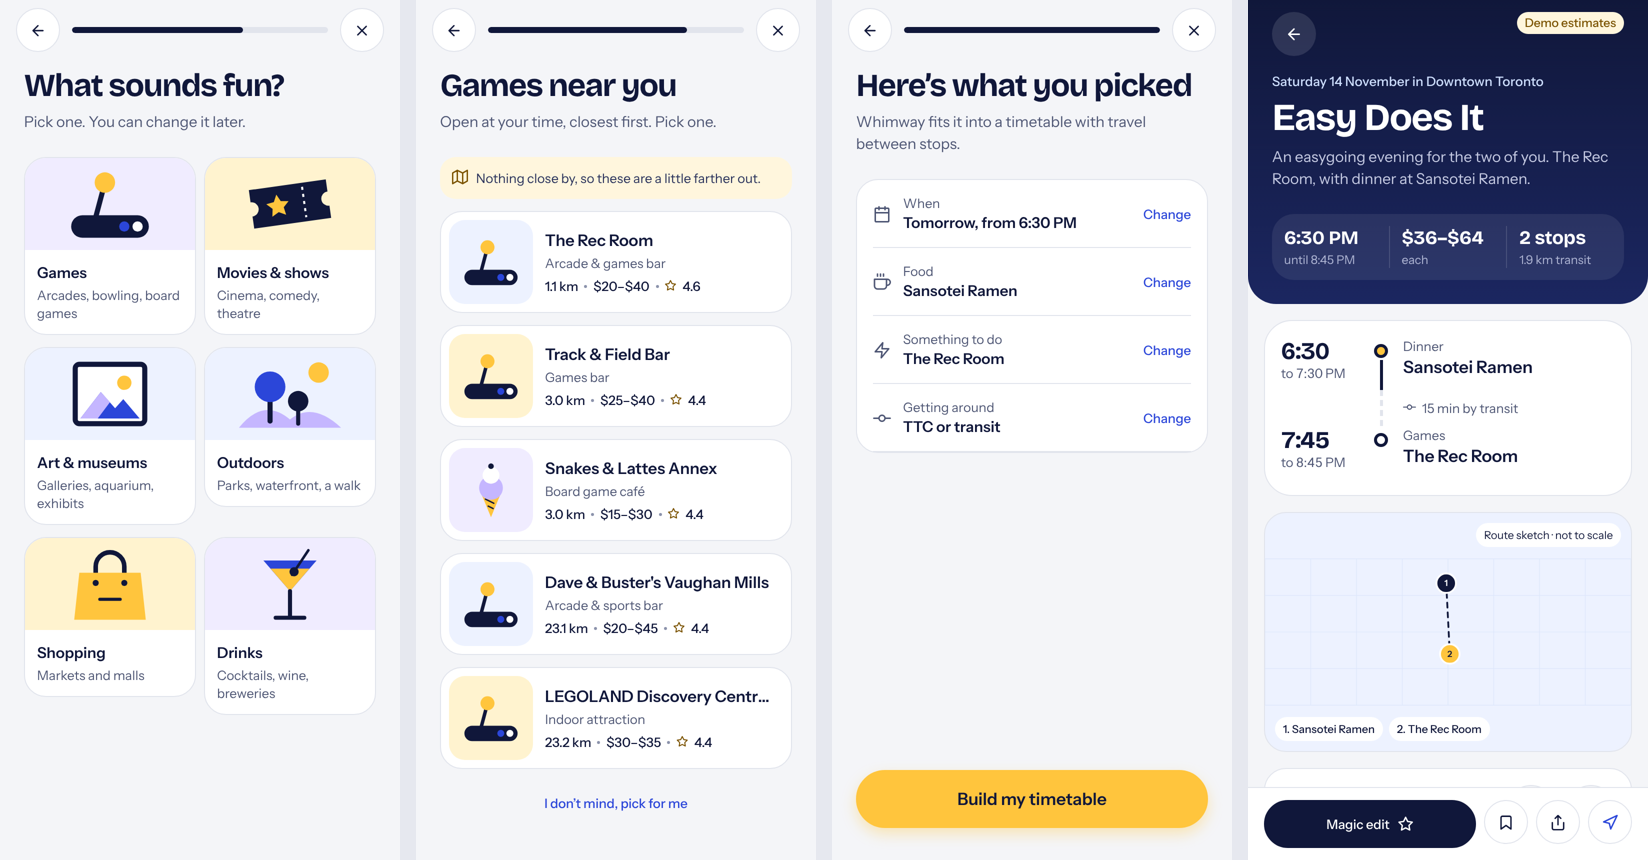 What sounds fun?
Pick one. You can change it later.
Games
Arcades, bowling, board
games
Movies & shows
Cinema, comedy,
theatre
Art & museums
Galleries, aquarium,
exhibits
Outdoors
Parks, waterfront, a walk
Shopping
Markets and malls
Drinks
Cocktails, wine,
breweries
Games near you
Open at your time, closest first. Pick one.
Nothing close by, so these are a little farther out.
The Rec Room
Arcade & games bar
1.1 km • $20–$40 • 4.6
Track & Field Bar
Games bar
3.0 km • $25–$40 • 4.4
Snakes & Lattes Annex
Board game café
3.0 km • $15–$30 • 4.4
Dave & Buster's Vaughan Mills
Arcade & sports bar
23.1 km • $20–$45 • 4.4
LEGOLAND Discovery Centr...
Indoor attraction
23.2 km • $30–$35 • 4.4
I don't mind, pick for me
Here's what you picked
Whimway fits it into a timetable with travel
between stops.
When
Tomorrow, from 6:30 PM
Change
Food
Sansotei Ramen
Change
Something to do
The Rec Room
Change
Getting around
TTC or transit
Change
Build my timetable
Demo estimates
Saturday 14 November in Downtown Toronto
Easy Does It
An easygoing evening for the two of you. The Rec
Room, with dinner at Sansotei Ramen.
6:30 PM
until 8:45 PM
$36–$64
each
2 stops
1.9 km transit
6:30
to 7:30 PM
Dinner
Sansotei Ramen
15 min by transit
7:45
to 8:45 PM
Games
The Rec Room
Route sketch · not to scale
1
2
1. Sansotei Ramen
2. The Rec Room
Magic edit